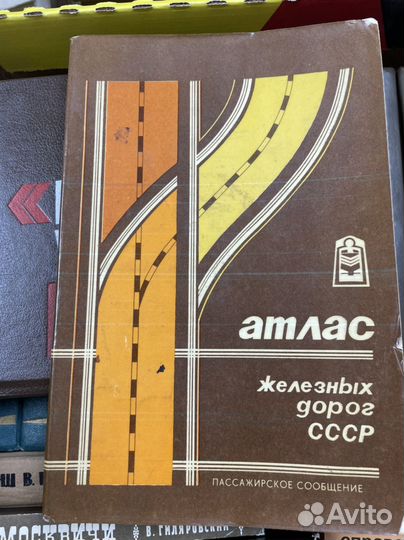 атлас
железных
дорог
СССР
ПАССАЖИРСКОЕ СООБЩЕНИЕ
МОСКВИЧИ
В. ГИЛЯРОВСКИЙ
Avito